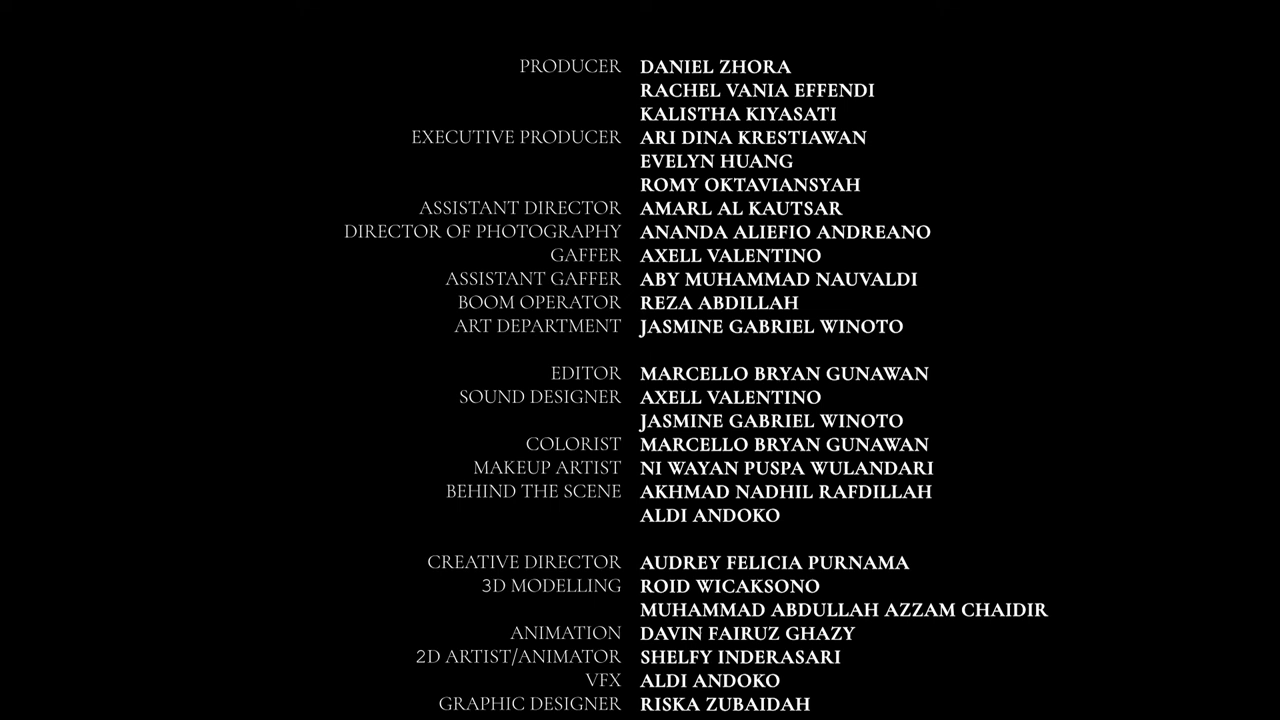 PRODUCER DANIEL ZHORA
RACHEL VANIA EFFENDI
KALISTHA KIYASATI
EXECUTIVE PRODUCER ARI DINA KRESTIAWAN
EVELYN HUANG
ROMY OKTAVIANSYAH
ASSISTANT DIRECTOR AMARL AL KAUTSAR
DIRECTOR OF PHOTOGRAPHY ANANDA ALIEFIO ANDREANO
GAFFER AXELL VALENTINO
ASSISTANT GAFFER ABY MUHAMMAD NAUVALDI
BOOM OPERATOR REZA ABDILLAH
ART DEPARTMENT JASMINE GABRIEL WINOTO
EDITOR MARCELLO BRYAN GUNAWAN
SOUND DESIGNER AXELL VALENTINO
JASMINE GABRIEL WINOTO
COLORIST MARCELLO BRYAN GUNAWAN
MAKEUP ARTIST NI WAYAN PUSPA WULANDARI
BEHIND THE SCENE AKHMAD NADHIL RAFDILLAH
ALDI ANDOKO
CREATIVE DIRECTOR AUDREY FELICIA PURNAMA
3D MODELLING ROID WICAKSONO
MUHAMMAD ABDULLAH AZZAM CHAIDIR
ANIMATION DAVIN FAIRUZ GHAZY
2D ARTIST/ANIMATOR SHELFY INDERASARI
VFX ALDI ANDOKO
GRAPHIC DESIGNER RISKA ZUBAIDAH